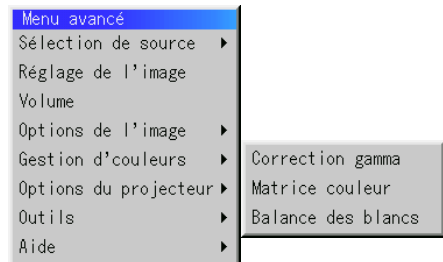 Menu avancé
Sélection de source
Réglage de l'image
Volume
Options de l'image
Gestion d'couleurs
Options du projecteur
Outils
Aide
Correction gamma
Matrice couleur
Balance des blancs